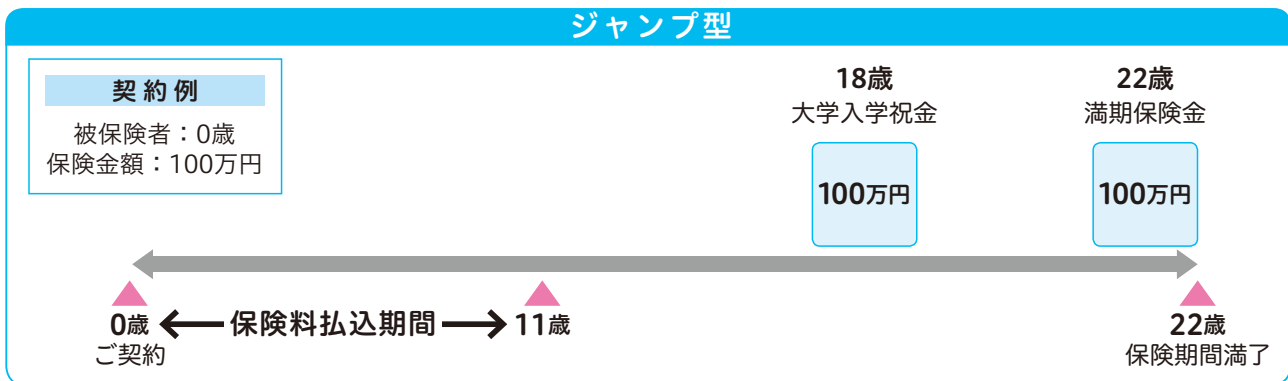 ジャンプ型
契約例
被保険者：0歳
保険金額：100万円
18歳
大学入学祝金
100万円
22歳
満期保険金
100万円
0歳
ご契約
保険料払込期間
11歳
22歳
保険期間満了